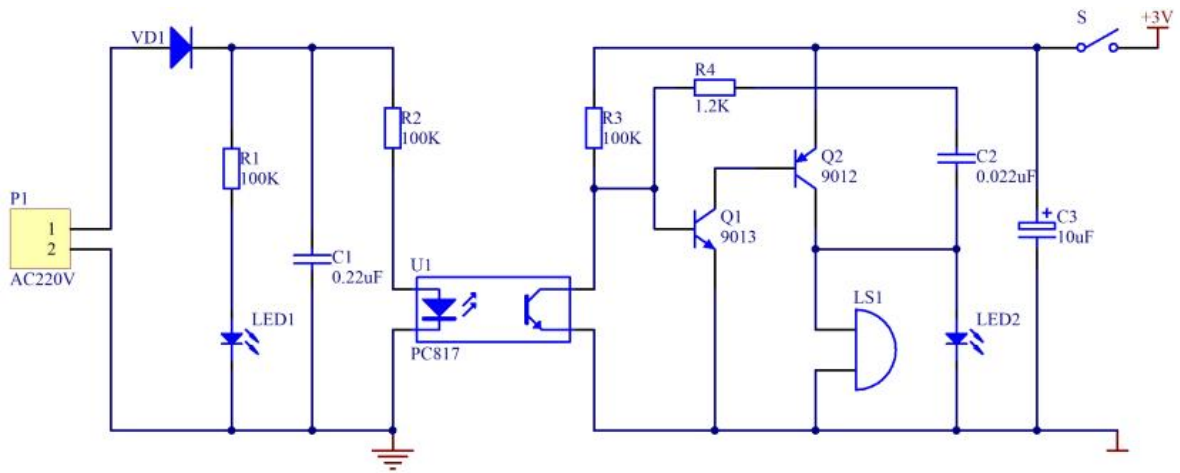 VD1
S
+3V
R4
1.2K
R2
100K
R3
100K
R1
100K
Q2
9012
C2
0.022uF
P1
1
2
AC220V
Q1
9013
C3
+
10uF
C1
0.22uF
U1
PC817
LED1
LS1
LED2